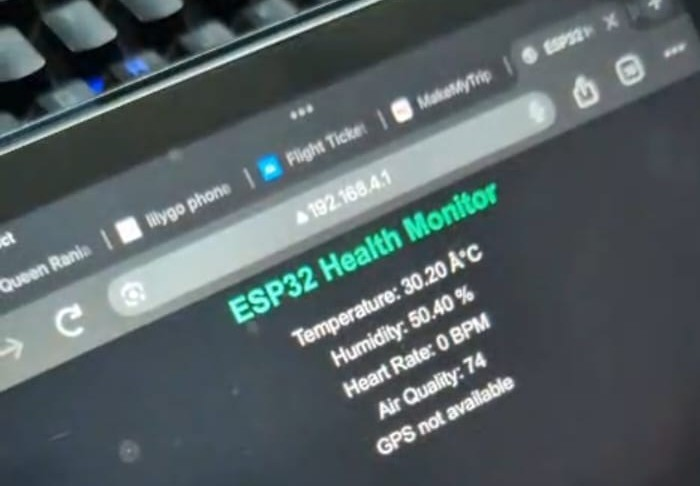 ESP32
MakeMyTrip
Flight Ticket
lilygo phone
Queen Rania
ct
192.168.4.1
ESP32 Health Monitor
Temperature: 30.20 Â°C
Humidity: 50.40 %
Heart Rate: 0 BPM
Air Quality: 74
GPS not available